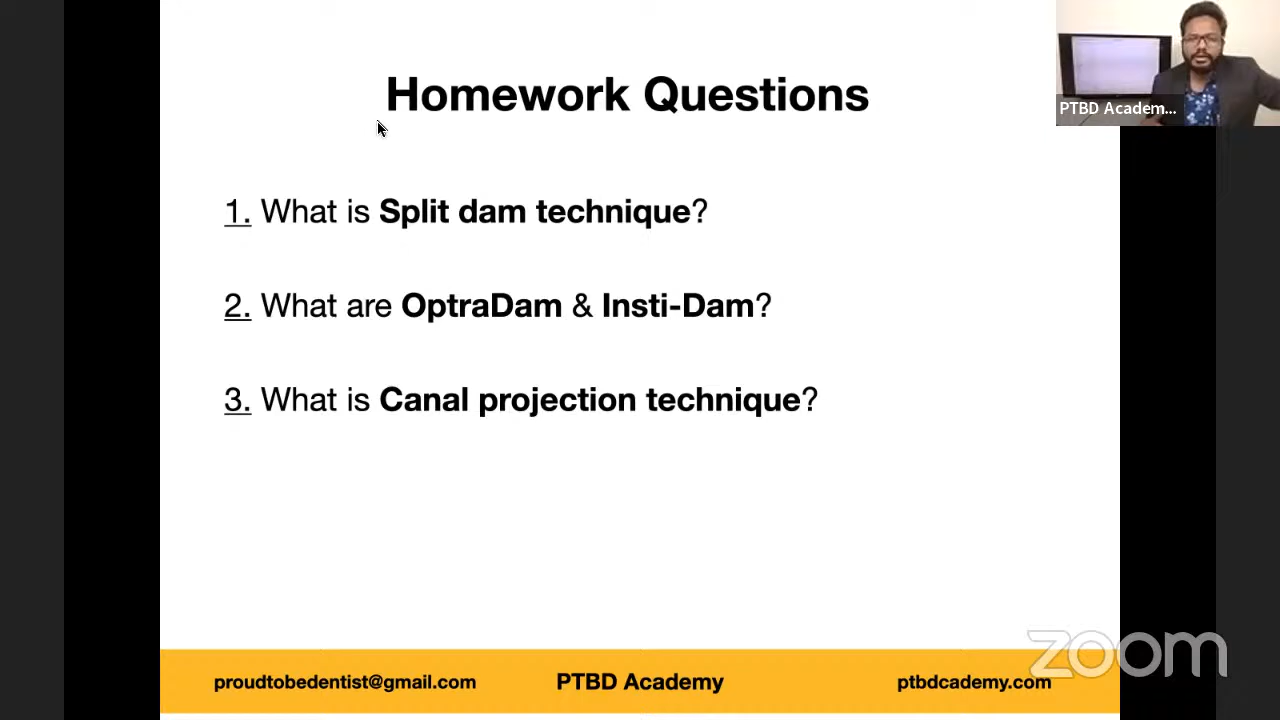 Homework Questions
PTBD Academ...
1. What is Split dam technique?
2. What are OptraDam & Insti-Dam?
3. What is Canal projection technique?
zoom
proudtobedentist@gmail.com PTBD Academy ptbdcademy.com